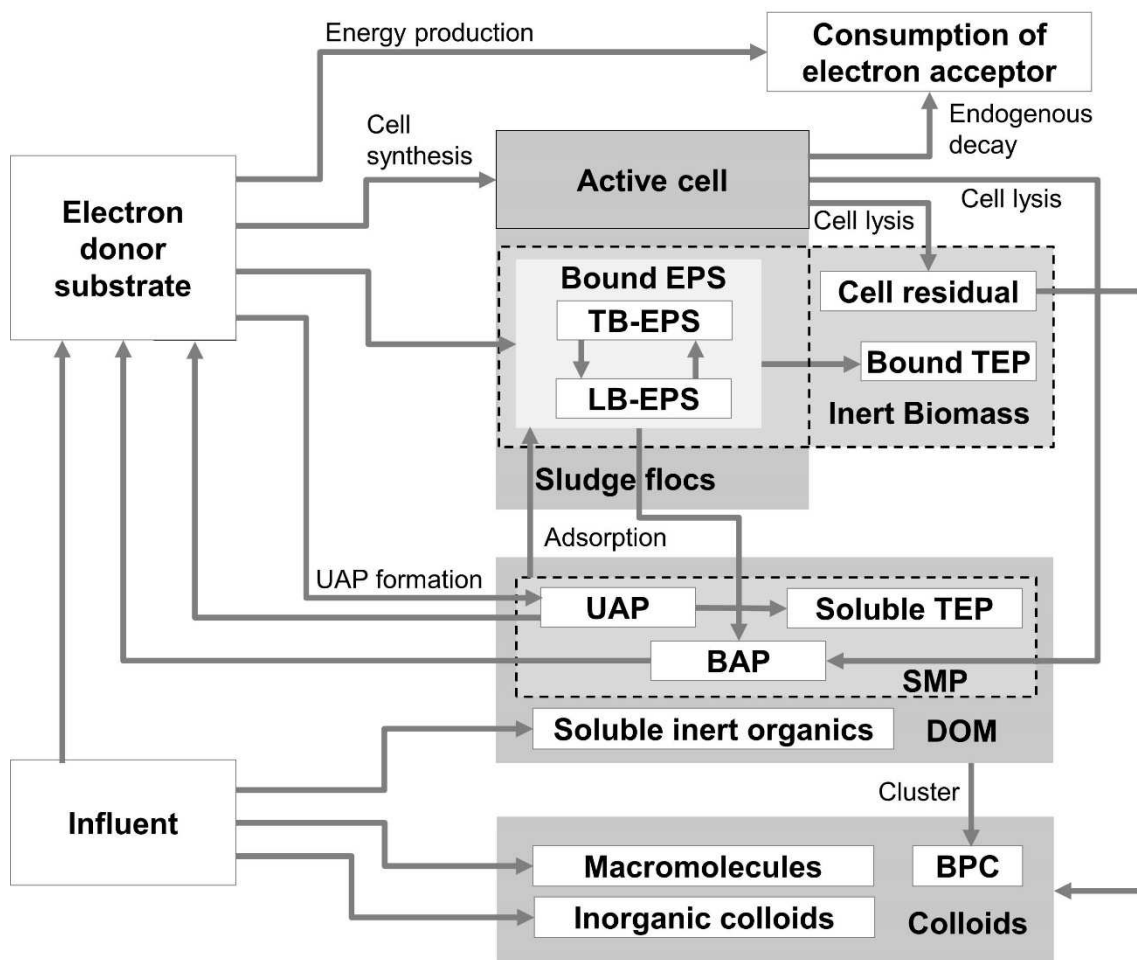 Energy production
Consumption of
electron acceptor
Cell
synthesis
Endogenous
decay
Electron
donor
substrate
Active cell
Cell lysis
Cell lysis
Bound EPS
TB-EPS
LB-EPS
Cell residual
Bound TEP
Inert Biomass
Sludge flocs
Adsorption
UAP formation
UAP
Soluble TEP
BAP
SMP
Soluble inert organics
DOM
Influent
Cluster
Macromolecules
BPC
Inorganic colloids
Colloids